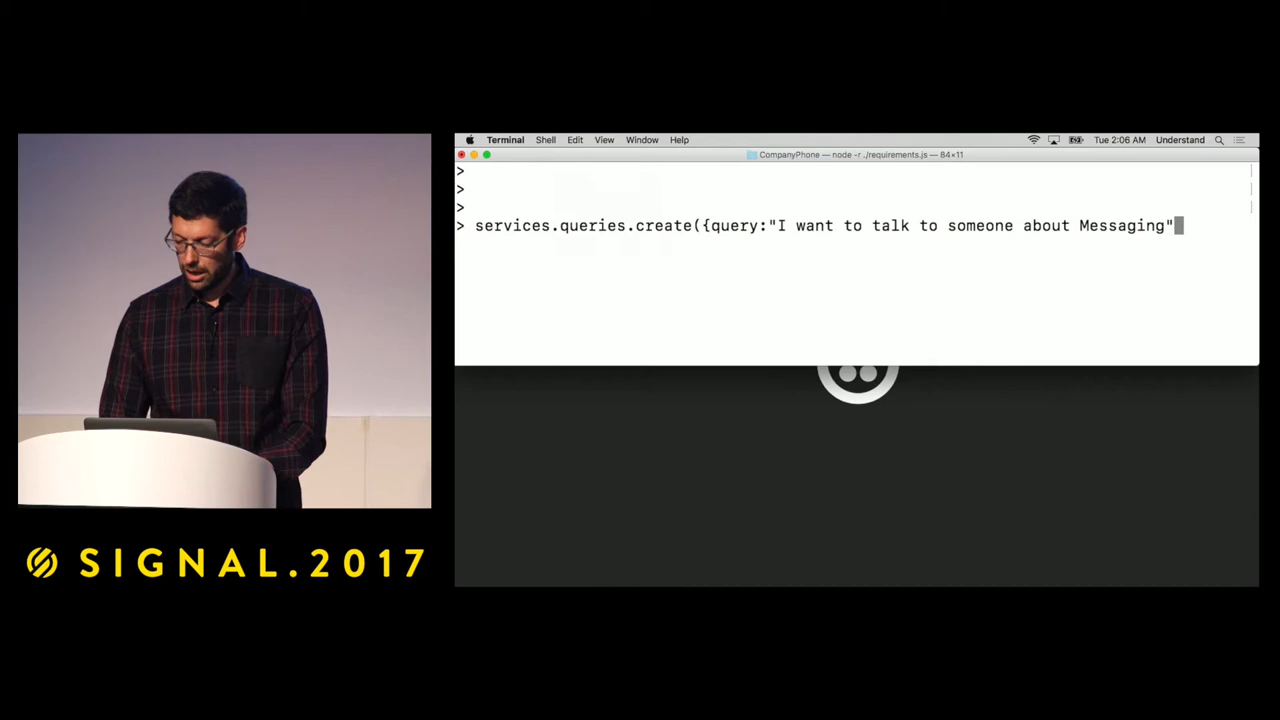 Terminal Shell Edit View Window Help Tue 2:06 AM Understand
CompanyPhone — node -r ./requirements.js — 84×11
>
>
>
> services.queries.create({query:"I want to talk to someone about Messaging"
SIGNAL.2017